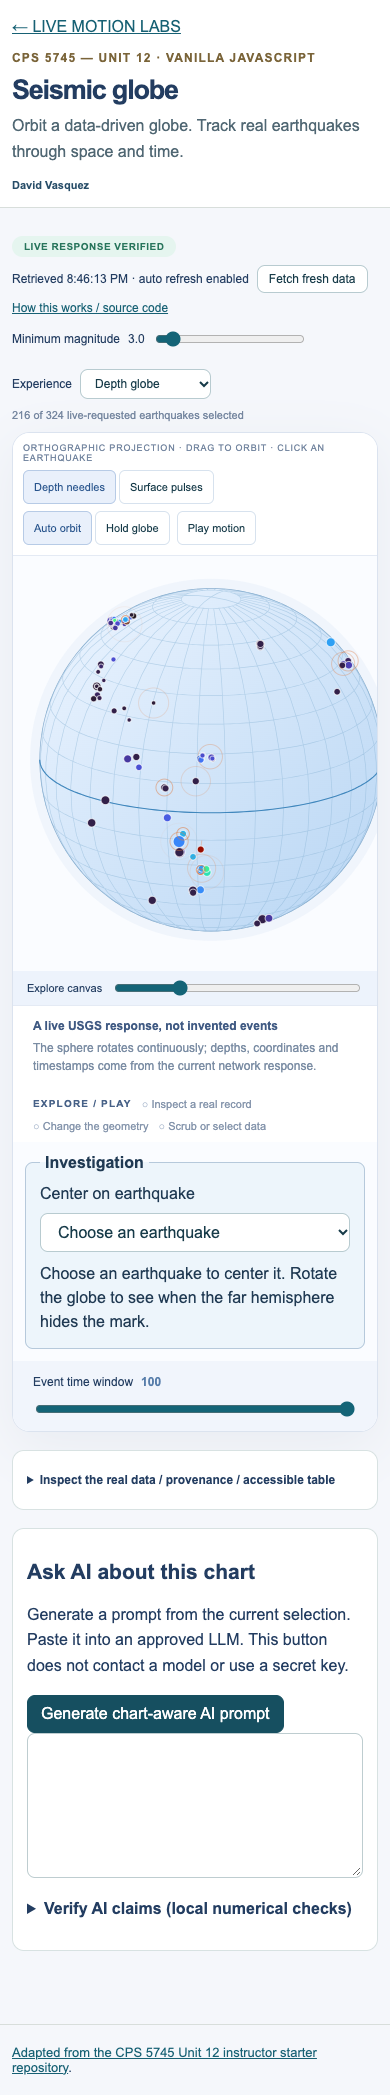 ← LIVE MOTION LABS
CPS 5745 — UNIT 12 · VANILLA JAVASCRIPT
Seismic globe
Orbit a data-driven globe. Track real earthquakes
through space and time.
David Vasquez
LIVE RESPONSE VERIFIED
Retrieved 8:46:13 PM · auto refresh enabled Fetch fresh data
How this works / source code
Minimum magnitude 3.0
Experience Depth globe
216 of 324 live-requested earthquakes selected
ORTHOGRAPHIC PROJECTION · DRAG TO ORBIT · CLICK AN
EARTHQUAKE
Depth needles Surface pulses
Auto orbit Hold globe Play motion
Explore canvas
A live USGS response, not invented events
The sphere rotates continuously; depths, coordinates and
timestamps come from the current network response.
EXPLORE / PLAY ○ Inspect a real record
○ Change the geometry ○ Scrub or select data
Investigation
Center on earthquake
Choose an earthquake
Choose an earthquake to center it. Rotate
the globe to see when the far hemisphere
hides the mark.
Event time window 100
▶ Inspect the real data / provenance / accessible table
Ask AI about this chart
Generate a prompt from the current selection.
Paste it into an approved LLM. This button
does not contact a model or use a secret key.
Generate chart-aware AI prompt
▶ Verify AI claims (local numerical checks)
Adapted from the CPS 5745 Unit 12 instructor starter
repository.